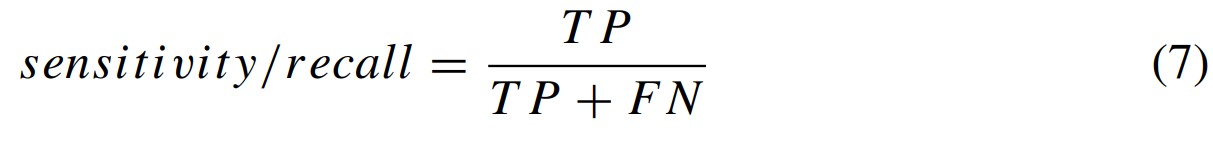 sensitivity/recall = TP / TP + FN (7)